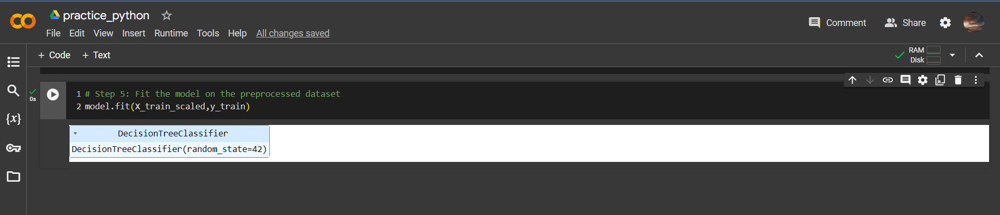 practice_python
File Edit View Insert Runtime Tools Help All changes saved
Comment Share
+ Code + Text
RAM
Disk
{x}
0s
1 # Step 5: Fit the model on the preprocessed dataset
2 model.fit(X_train_scaled,y_train)
DecisionTreeClassifier
DecisionTreeClassifier(random_state=42)